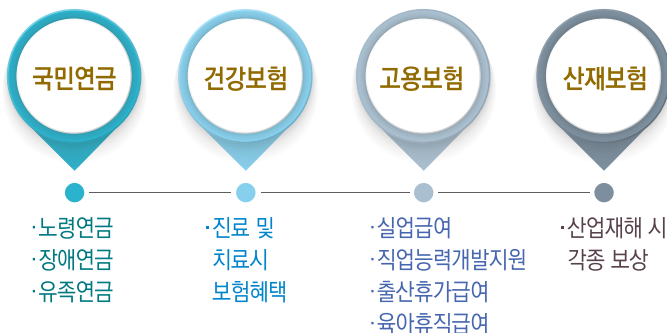 국민연금
건강보험
고용보험
산재보험
·노령연금
·장애연금
·유족연금
·진료 및
치료시
보험혜택
·실업급여
·직업능력개발지원
·출산휴가급여
·육아휴직급여
·산업재해 시
각종 보상